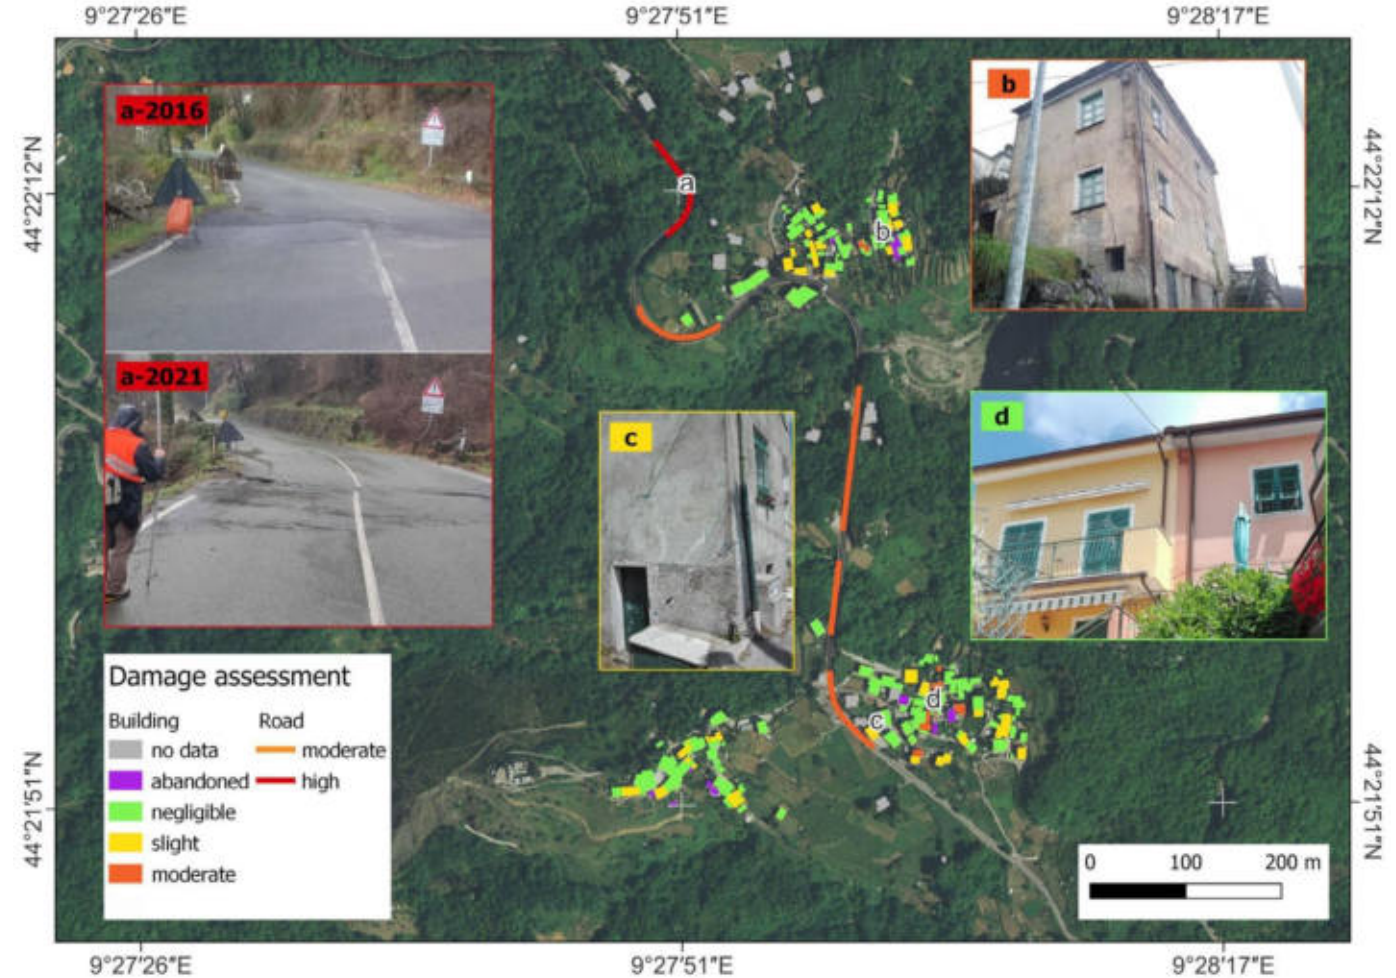 9°27'26"E
9°27'51"E
9°28'17"E
44°22'12"N
44°22'12"N
a-2016
b
a
b
a-2021
c
d
d
c
Damage assessment
Building
Road
no data
moderate
abandoned
high
negligible
slight
moderate
44°21'51"N
44°21'51"N
0
100
200 m
9°27'26"E
9°27'51"E
9°28'17"E